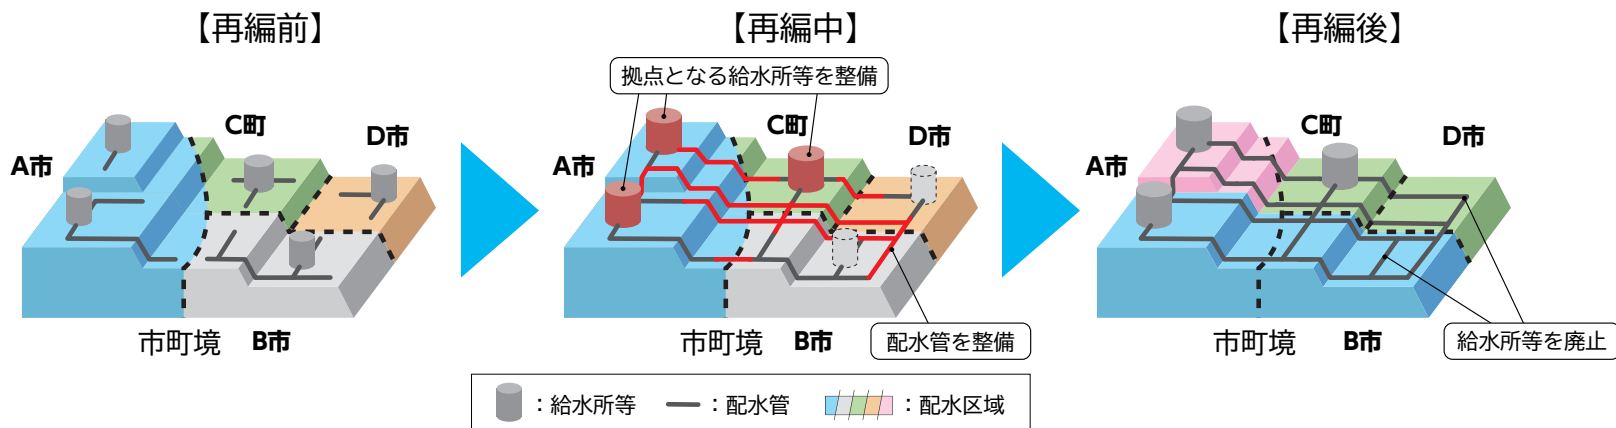 【再編前】
A市
C町
D市
市町境
B市
【再編中】
拠点となる給水所等を整備
A市
C町
D市
市町境
B市
配水管を整備
【再編後】
A市
C町
D市
市町境
B市
給水所等を廃止
：給水所等 ：配水管 ：配水区域